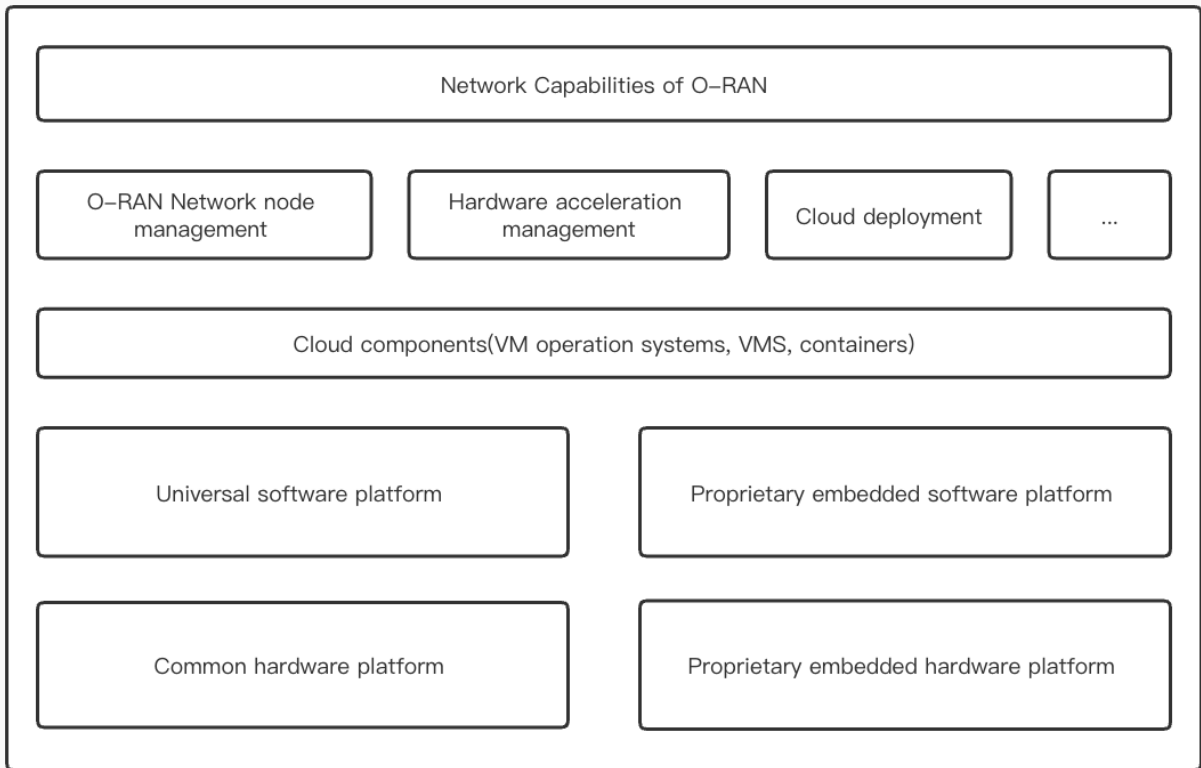 Network Capabilities of O-RAN
O-RAN Network node
management
Hardware acceleration
management
Cloud deployment
...
Cloud components(VM operation systems, VMS, containers)
Universal software platform
Proprietary embedded software platform
Common hardware platform
Proprietary embedded hardware platform